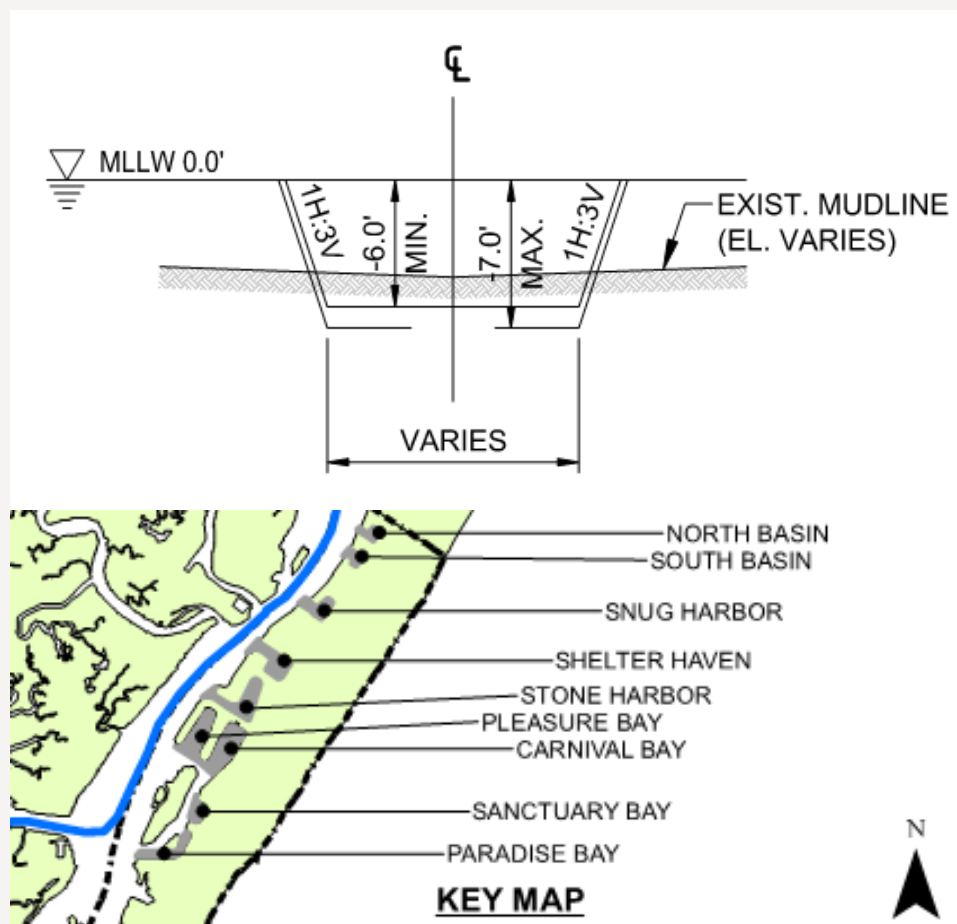 ℄
MLLW 0.0'
1H:3V
-6.0'
MIN.
-7.0'
MAX.
1H:3V
EXIST. MUDLINE
(EL. VARIES)
VARIES
NORTH BASIN
SOUTH BASIN
SNUG HARBOR
SHELTER HAVEN
STONE HARBOR
PLEASURE BAY
CARNIVAL BAY
SANCTUARY BAY
PARADISE BAY
KEY MAP
N